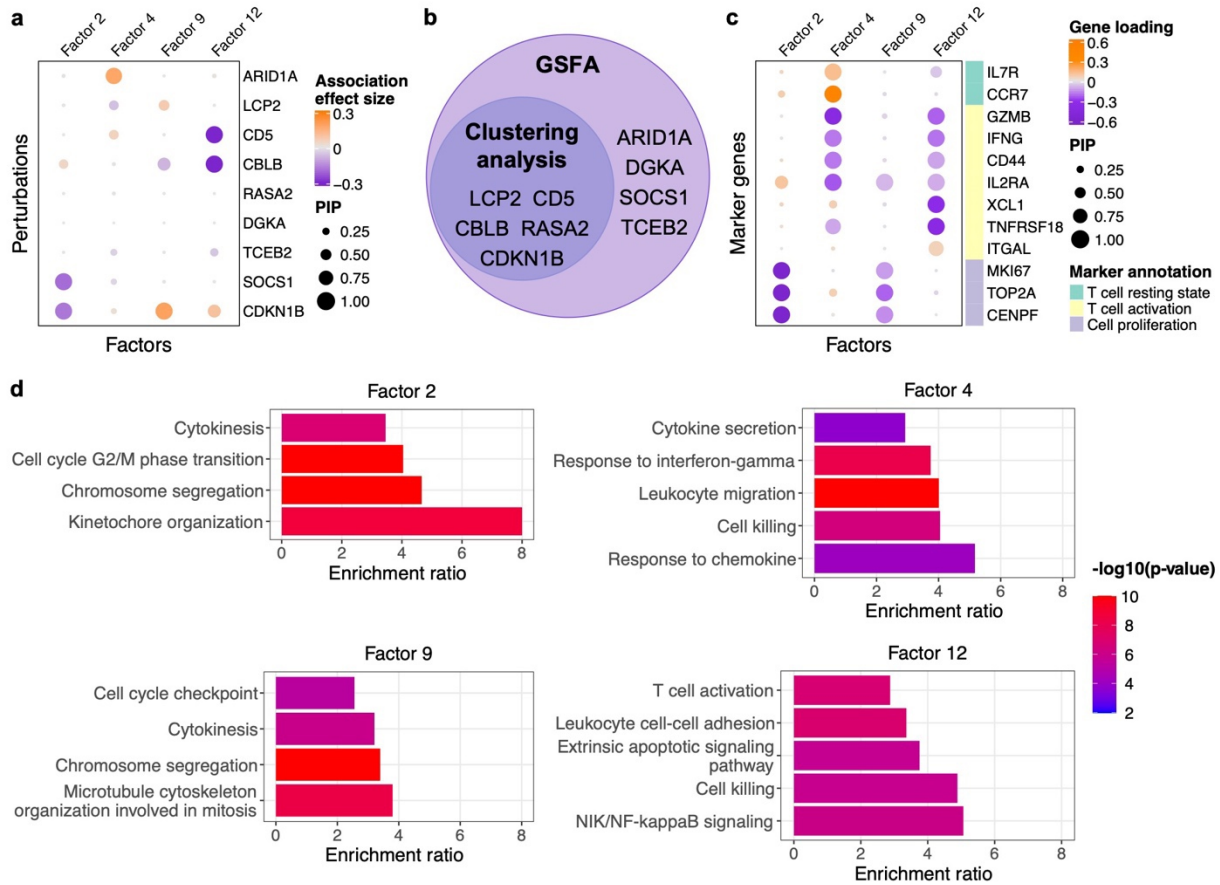 a
Factor 2
Factor 4
Factor 9
Factor 12
Perturbations
ARID1A
LCP2
CD5
CBLB
RASA2
DGKA
TCEB2
SOCS1
CDKN1B
Factors
Association
effect size
0.3
0
−0.3
PIP
0.25
0.50
0.75
1.00
b
GSFA
Clustering
analysis
LCP2 CD5
CBLB RASA2
CDKN1B
ARID1A
DGKA
SOCS1
TCEB2
c
Factor 2
Factor 4
Factor 9
Factor 12
Marker genes
IL7R
CCR7
GZMB
IFNG
CD44
IL2RA
XCL1
TNFRSF18
ITGAL
MKI67
TOP2A
CENPF
Factors
Gene loading
0.6
0.3
0
−0.3
−0.6
PIP
0.25
0.50
0.75
1.00
Marker annotation
T cell resting state
T cell activation
Cell proliferation
d
Factor 2
Cytokinesis
Cell cycle G2/M phase transition
Chromosome segregation
Kinetochore organization
0 2 4 6 8
Enrichment ratio
Factor 4
Cytokine secretion
Response to interferon-gamma
Leukocyte migration
Cell killing
Response to chemokine
0 2 4 6 8
Enrichment ratio
Factor 9
Cell cycle checkpoint
Cytokinesis
Chromosome segregation
Microtubule cytoskeleton
organization involved in mitosis
0 2 4 6 8
Enrichment ratio
Factor 12
T cell activation
Leukocyte cell-cell adhesion
Extrinsic apoptotic signaling
pathway
Cell killing
NIK/NF-kappaB signaling
0 2 4 6 8
Enrichment ratio
-log10(p-value)
10
8
6
4
2